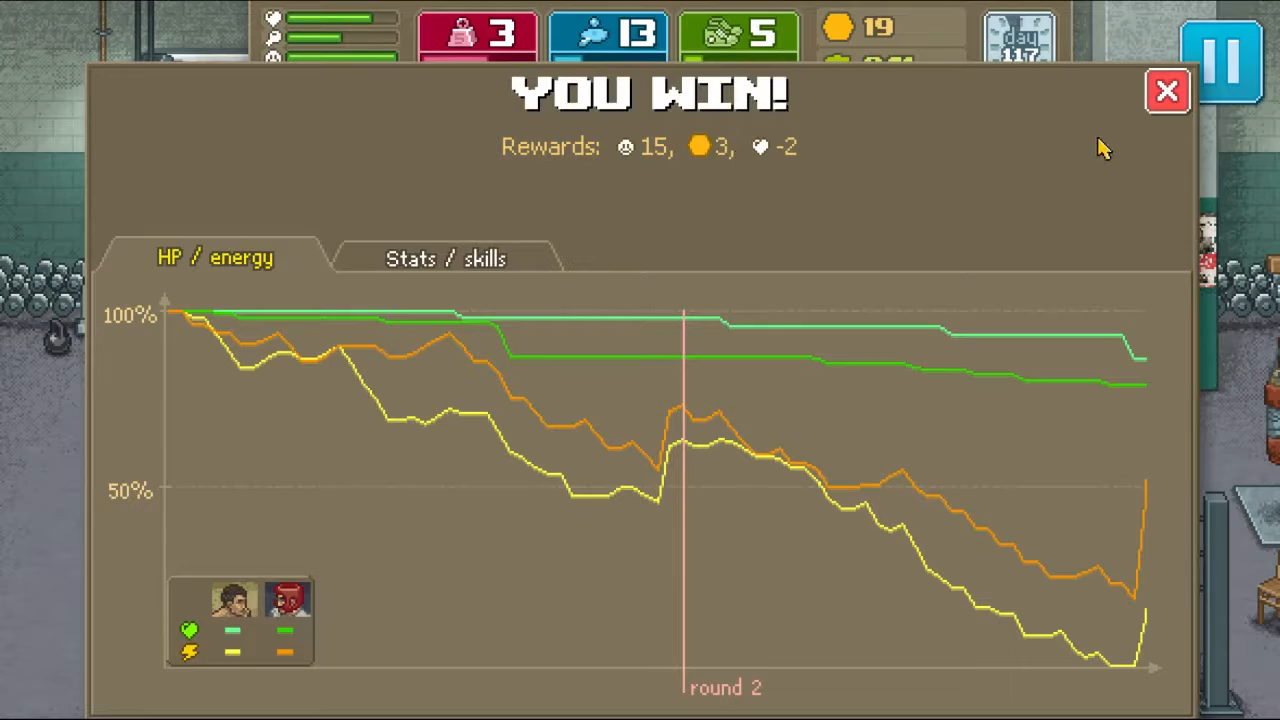 3
13
5
19
day
117
YOU WIN!
Rewards: 15, 3, -2
HP / energy
Stats / skills
100%
50%
round 2